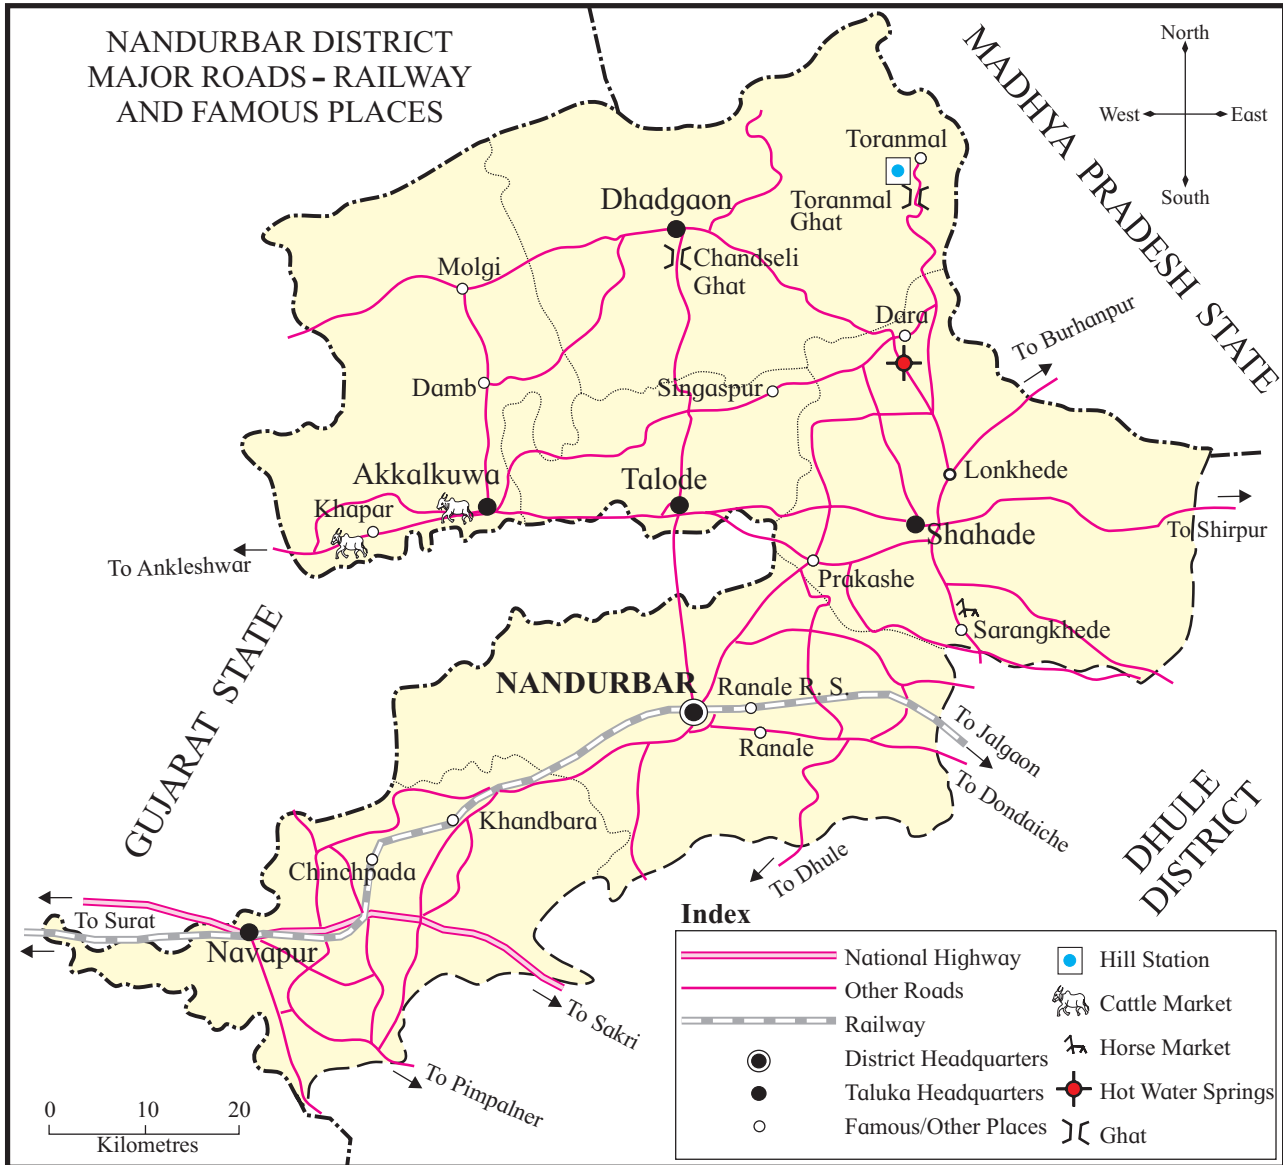 NANDURBAR DISTRICT
MAJOR ROADS - RAILWAY
AND FAMOUS PLACES
North
West
East
South
MADHYA PRADESH STATE
Toranmal
Toranmal
Ghat
Dhadgaon
Chandseli
Ghat
Molgi
Dara
To Burhanpur
Damb
Singaspur
Akkalkuwa
Talode
Lonkhede
Khapar
Shahade
To Shirpur
To Ankleshwar
Prakashe
GUJARAT STATE
Sarangkhede
NANDURBAR
Ranale R. S.
Ranale
To Jalgaon
To Dondaiche
Khandbara
Chinchpada
To Dhule
DHULE
DISTRICT
To Surat
Navapur
To Sakri
To Pimpalner
0 10 20
Kilometres
Index
National Highway
Other Roads
Railway
District Headquarters
Taluka Headquarters
Famous/Other Places
Hill Station
Cattle Market
Horse Market
Hot Water Springs
Ghat